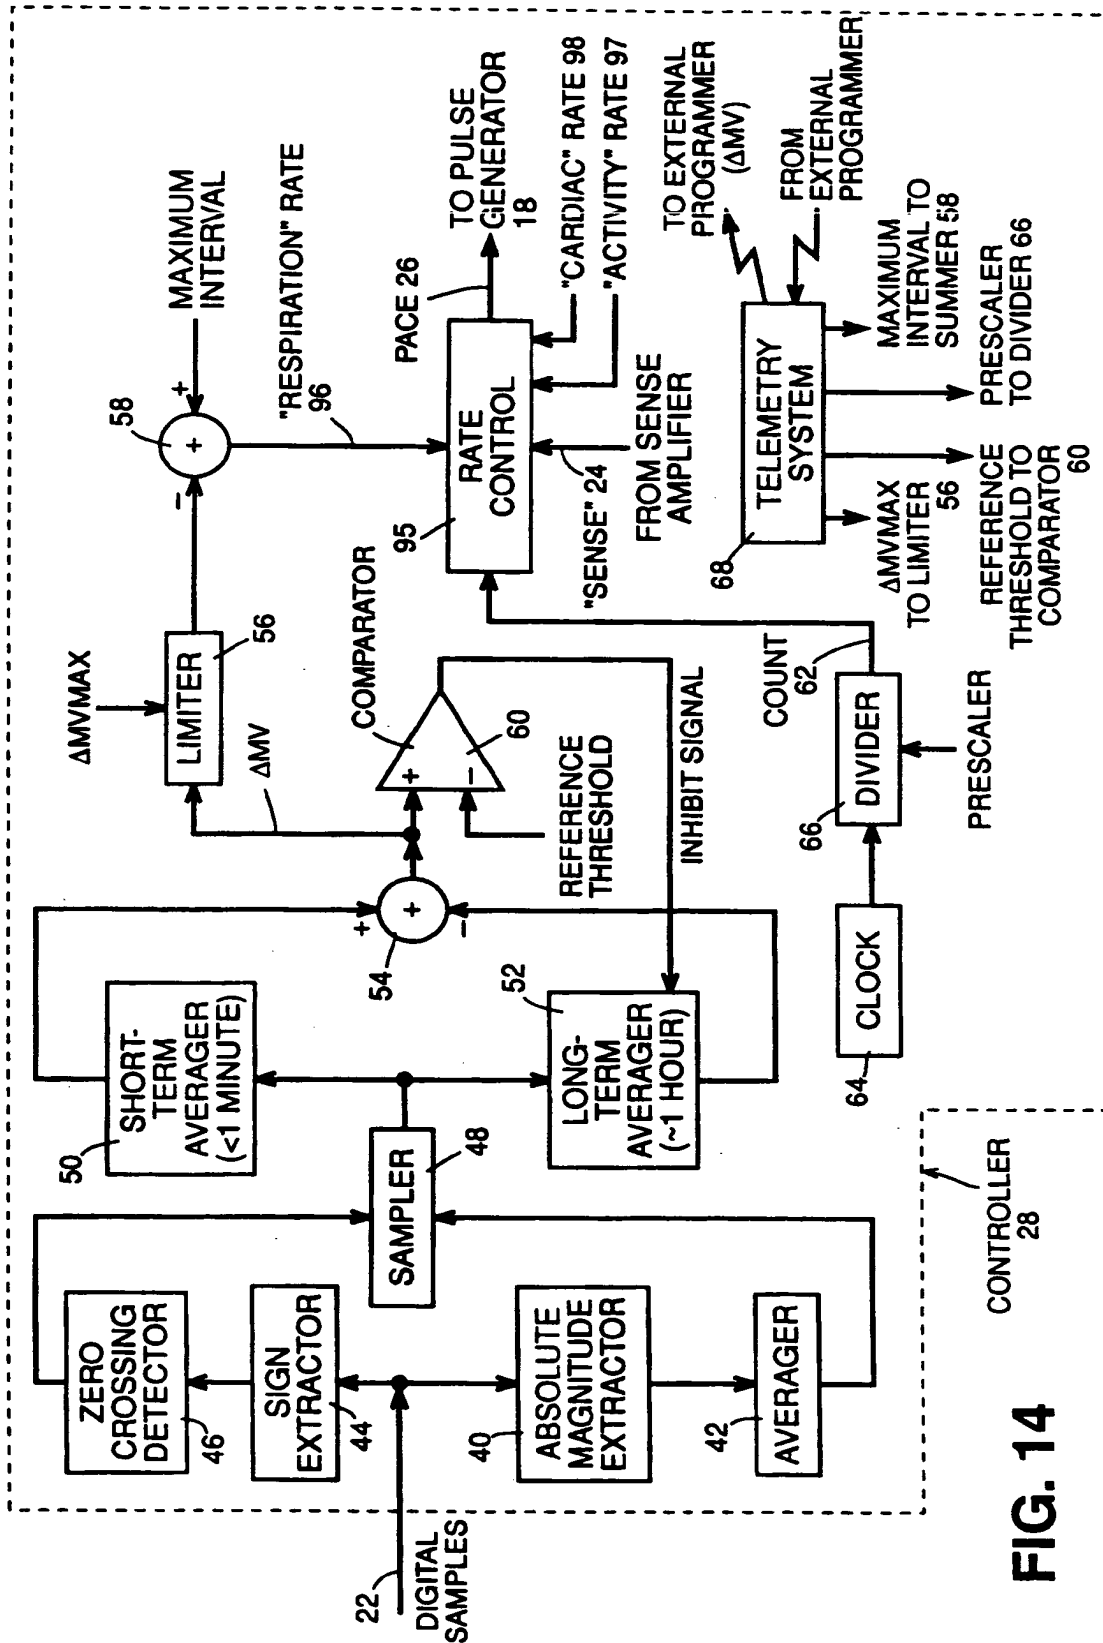 22
DIGITAL
SAMPLES
ZERO
CROSSING
DETECTOR
46
SIGN
EXTRACTOR
44
40
ABSOLUTE
MAGNITUDE
EXTRACTOR
42
AVERAGER
SAMPLER
48
50
SHORT-
TERM
AVERAGER
(<1 MINUTE)
52
LONG-
TERM
AVERAGER
(~1 HOUR)
54
+
+
−
ΔMV
ΔMVMAX
LIMITER
56
COMPARATOR
+
−
60
REFERENCE
THRESHOLD
INHIBIT SIGNAL
58
+
+
−
MAXIMUM
INTERVAL
"RESPIRATION" RATE
96
95
RATE
CONTROL
PACE 26
TO PULSE
GENERATOR
18
"CARDIAC" RATE 98
"ACTIVITY" RATE 97
"SENSE" 24
FROM SENSE
AMPLIFIER
64
CLOCK
66
DIVIDER
PRESCALER
COUNT
62
68
TELEMETRY
SYSTEM
TO EXTERNAL
PROGRAMMER
(ΔMV)
FROM
EXTERNAL
PROGRAMMER
ΔMVMAX
TO LIMITER
56
REFERENCE
THRESHOLD TO
COMPARATOR
60
PRESCALER
TO DIVIDER 66
MAXIMUM
INTERVAL TO
SUMMER 58
CONTROLLER
28
FIG. 14